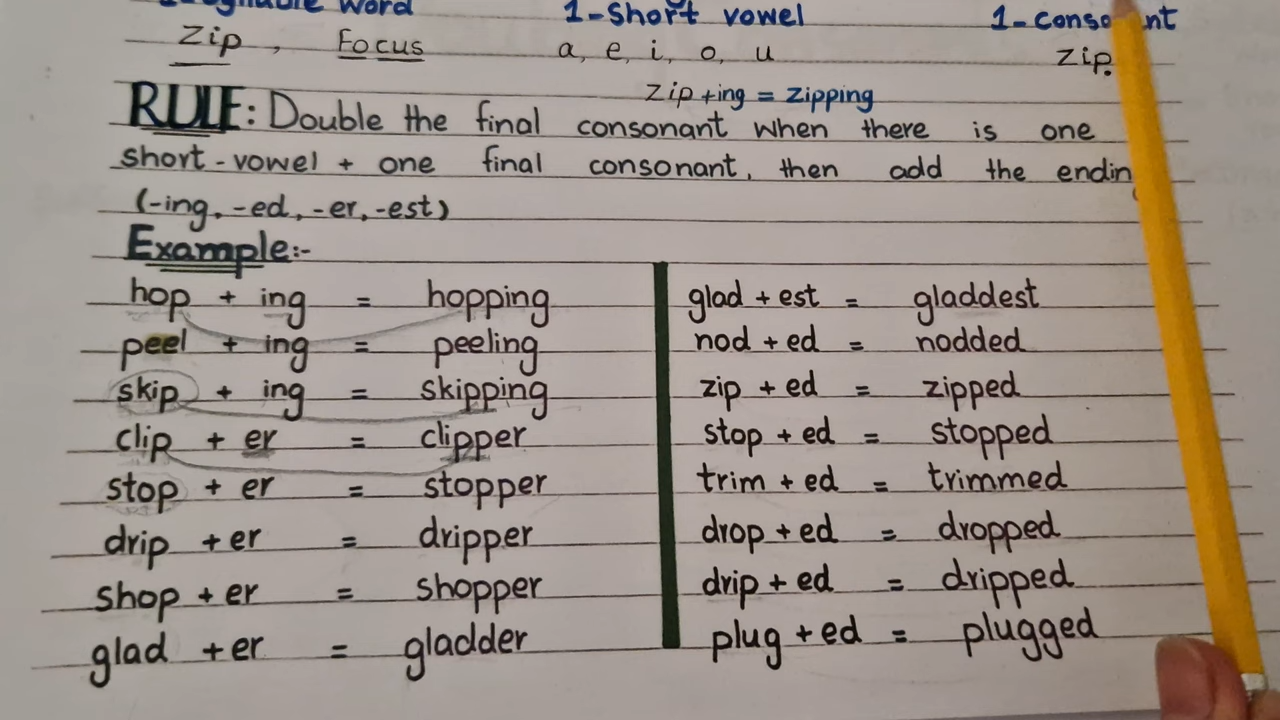 word 1-short vowel 1-consonant
Zip, Focus a, e, i, o, u zip.
zip+ing = zipping
RULE: Double the final consonant when there is one
short-vowel + one final consonant, then add the ending
(-ing, -ed, -er, -est)
Example:-
hop + ing = hopping
peel + ing = peeling
skip + ing = skipping
clip + er = clipper
stop + er = stopper
drip + er = dripper
shop + er = shopper
glad + er = gladder
glad + est = gladdest
nod + ed = nodded
zip + ed = zipped
stop + ed = stopped
trim + ed = trimmed
drop + ed = dropped
drip + ed = dripped
plug + ed = plugged